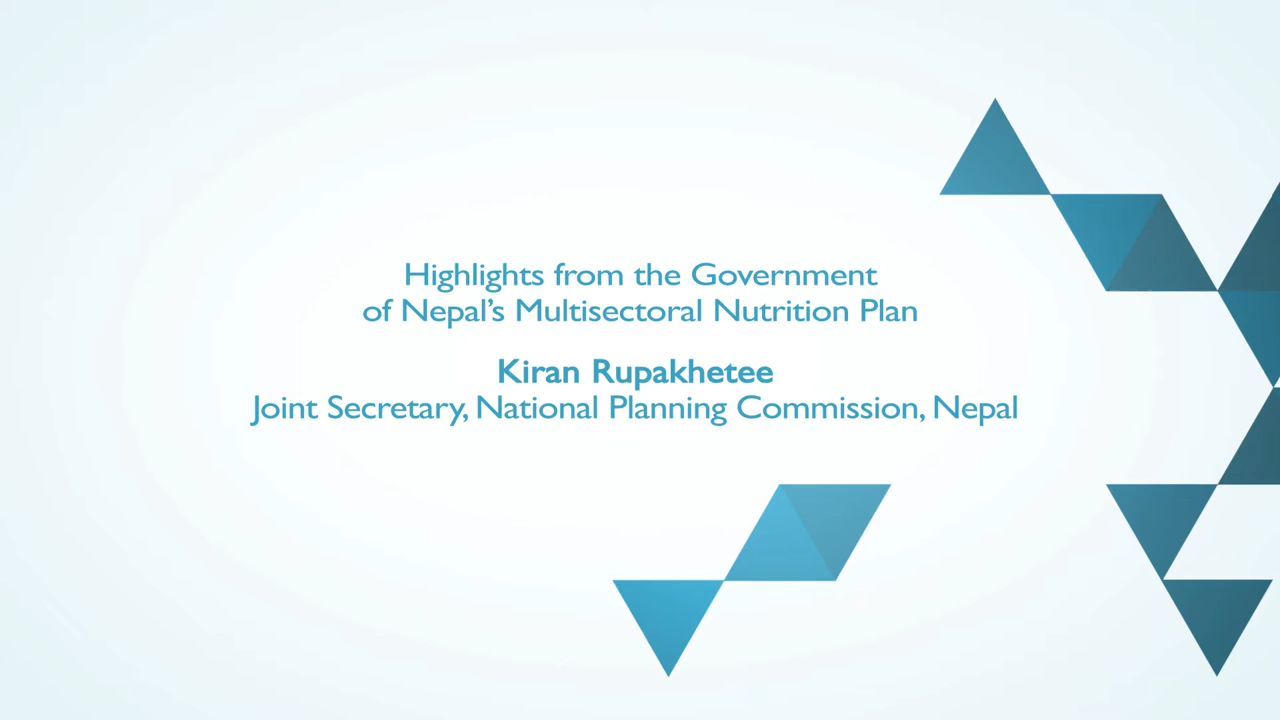 Highlights from the Government
of Nepal’s Multisectoral Nutrition Plan
Kiran Rupakhetee
Joint Secretary, National Planning Commission, Nepal